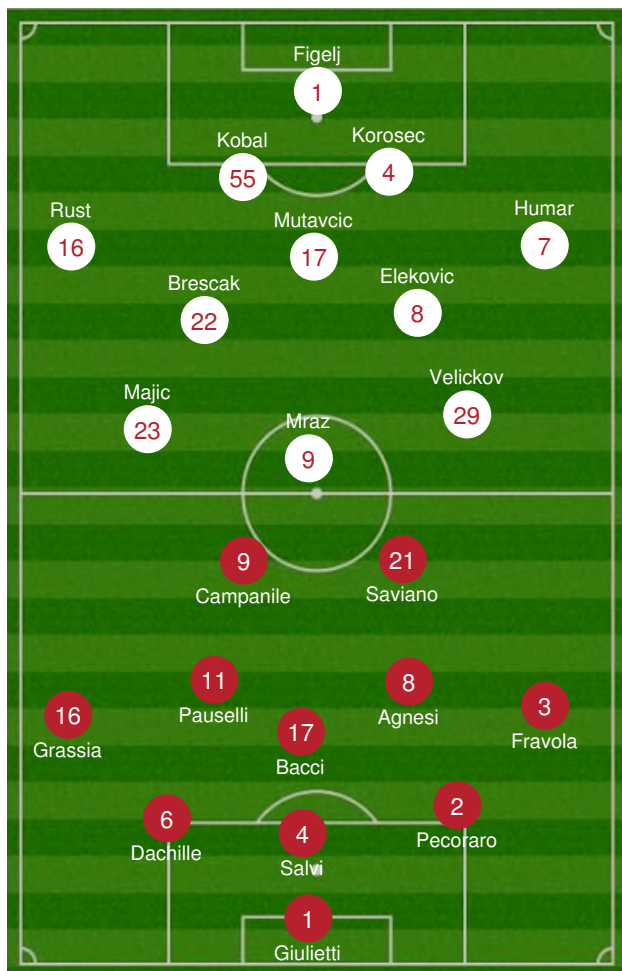 Figelj
1
Kobal
55
Korosec
4
Rust
16
Mutavcic
17
Humar
7
Brescak
22
Elekovic
8
Majic
23
Velickov
29
Mraz
9
9
Campanile
21
Saviano
11
Pauselli
8
Agnesi
16
Grassia
17
Bacci
3
Fravola
6
Dachille
4
Salvi
2
Pecoraro
1
Giulietti